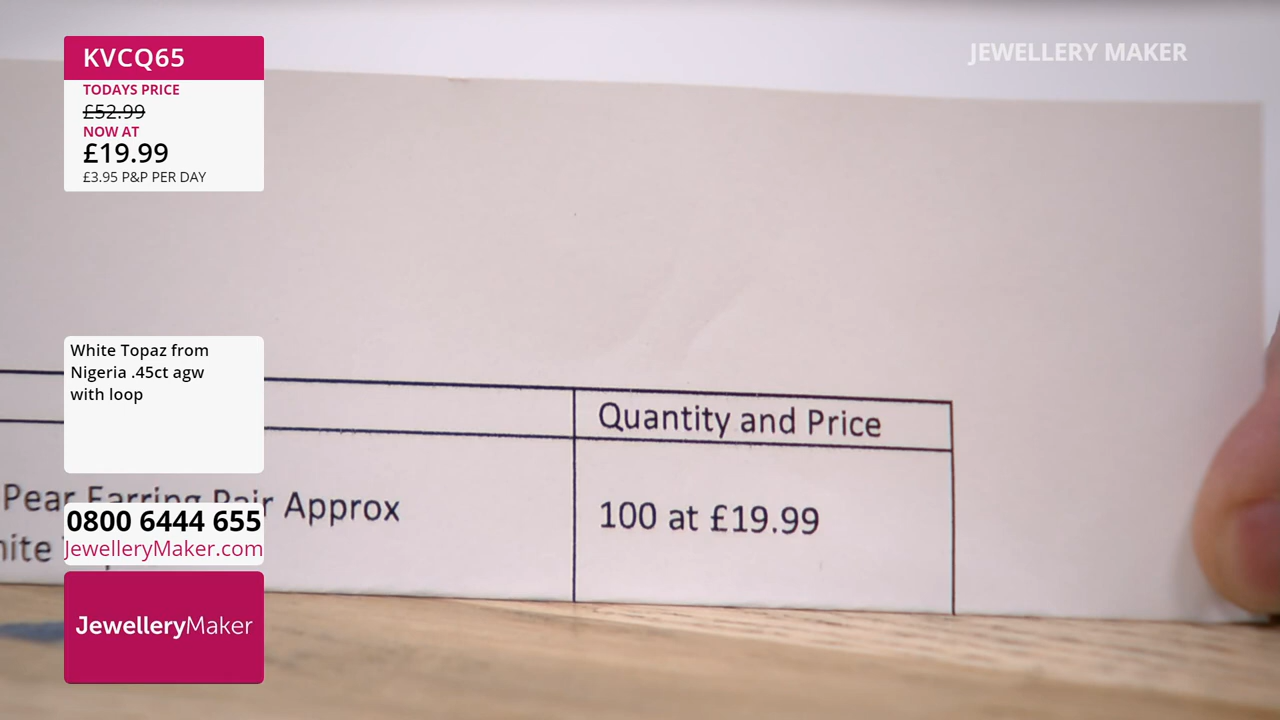 KVCQ65
TODAYS PRICE
£52.99
NOW AT
£19.99
£3.95 P&P PER DAY
JEWELLERY MAKER
White Topaz from
Nigeria .45ct agw
with loop
Quantity and Price
Pear Earring Pair Approx
100 at £19.99
0800 6444 655
JewelleryMaker.com
JewelleryMaker